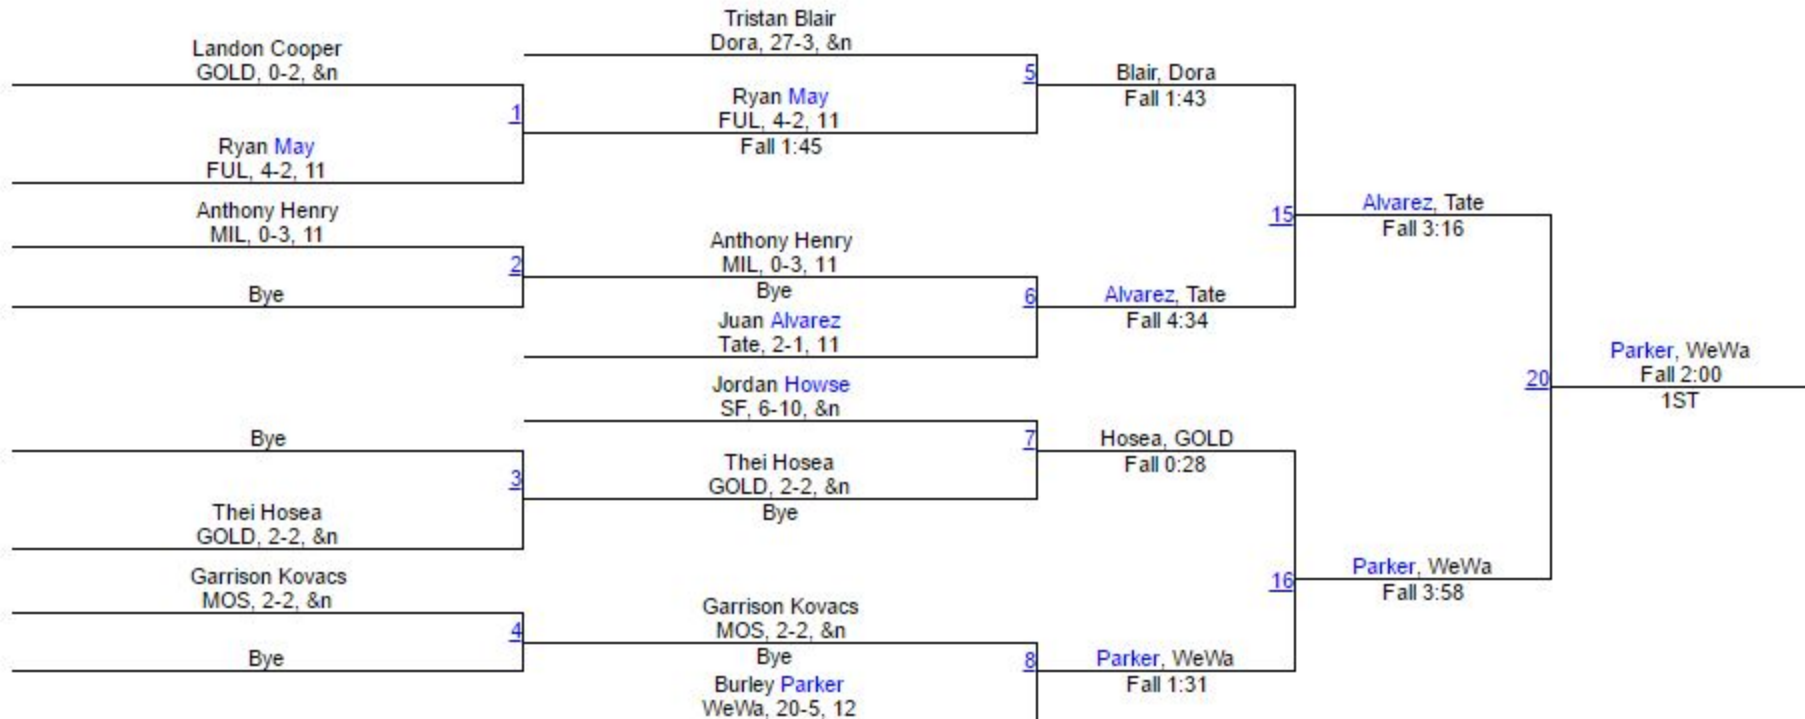 Landon Cooper
GOLD, 0-2, &n
1
Ryan May
FUL, 4-2, 11
Anthony Henry
MIL, 0-3, 11
2
Bye
Bye
3
Thei Hosea
GOLD, 2-2, &n
Garrison Kovacs
MOS, 2-2, &n
4
Bye
Tristan Blair
Dora, 27-3, &n
5
Ryan May
FUL, 4-2, 11
Fall 1:45
Anthony Henry
MIL, 0-3, 11
Bye
6
Juan Alvarez
Tate, 2-1, 11
Jordan Howse
SF, 6-10, &n
7
Thei Hosea
GOLD, 2-2, &n
Bye
Garrison Kovacs
MOS, 2-2, &n
Bye
8
Burley Parker
WeWa, 20-5, 12
Blair, Dora
Fall 1:43
15
Alvarez, Tate
Fall 4:34
Hosea, GOLD
Fall 0:28
16
Parker, WeWa
Fall 1:31
Alvarez, Tate
Fall 3:16
20
Parker, WeWa
Fall 3:58
Parker, WeWa
Fall 2:00
1ST